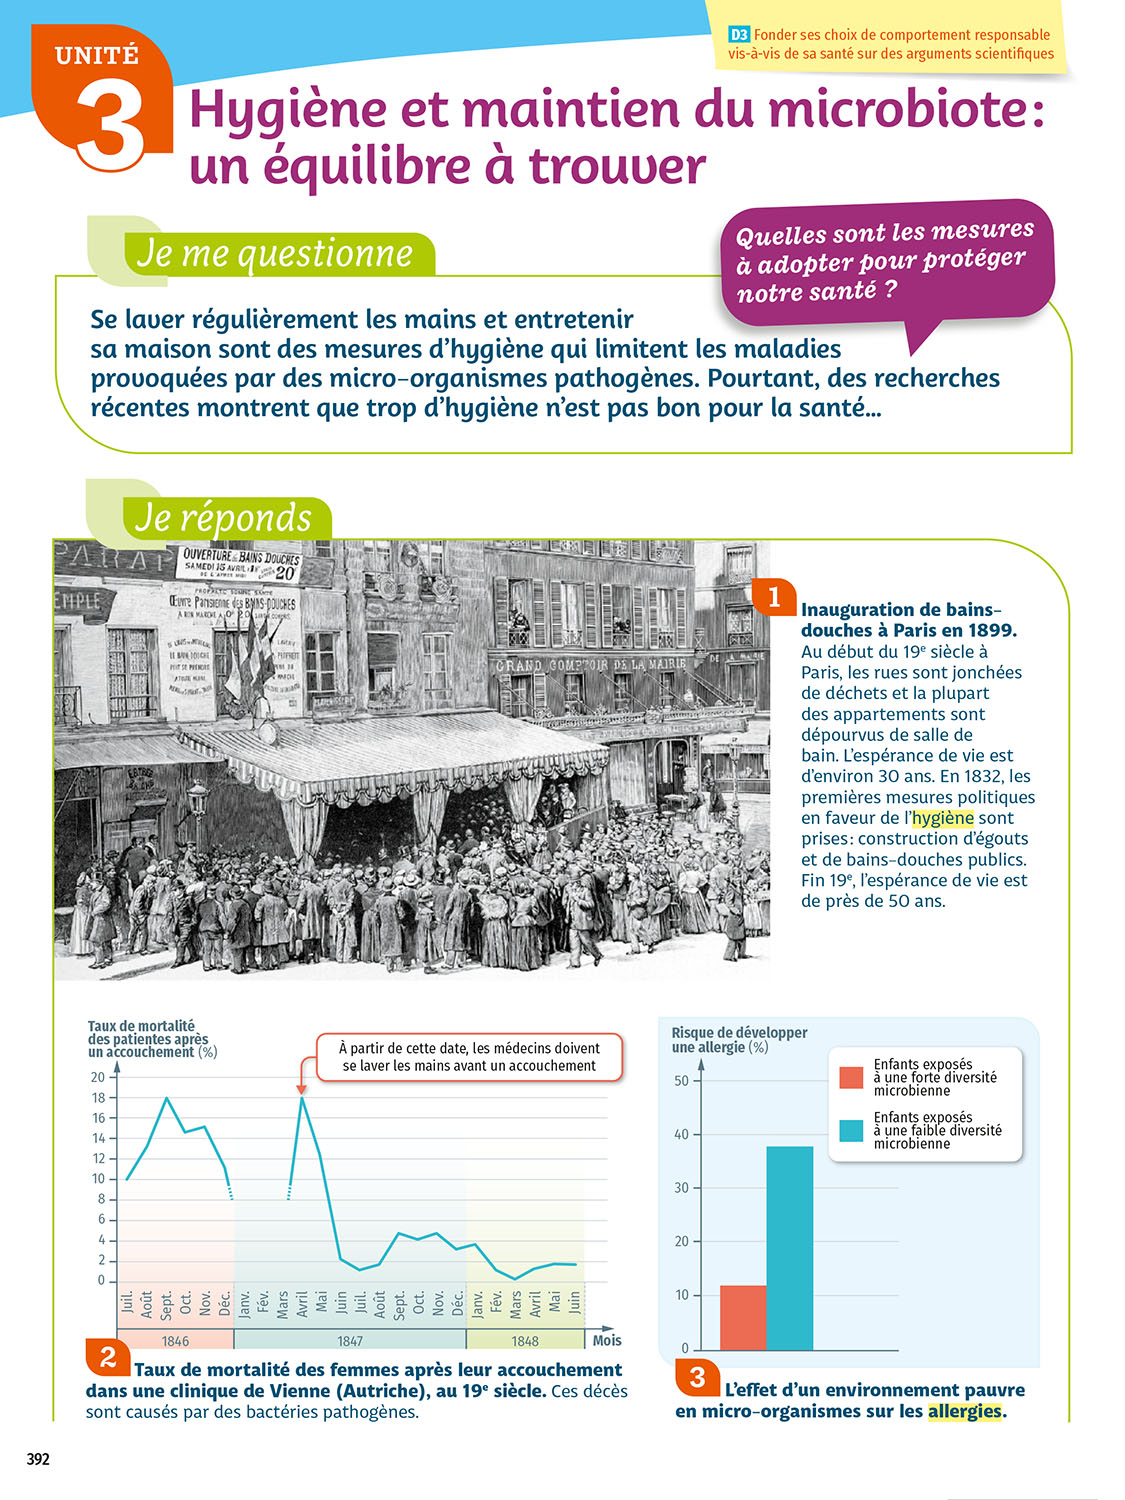 UNITÉ
3
D3 Fonder ses choix de comportement responsable
vis-à-vis de sa santé sur des arguments scientifiques
Hygiène et maintien du microbiote :
un équilibre à trouver
Je me questionne
Quelles sont les mesures
à adopter pour protéger
notre santé ?
Se laver régulièrement les mains et entretenir
sa maison sont des mesures d'hygiène qui limitent les maladies
provoquées par des micro-organismes pathogènes. Pourtant, des recherches
récentes montrent que trop d'hygiène n'est pas bon pour la santé...
Je réponds
OUVERTURE DES BAINS DOUCHES
SAMEDI 15 AVRIL
20c
Œuvre Parisienne des BAINS-DOUCHES
GRAND COMPTOIR DE LA MAIRIE
1
Inauguration de bains-
douches à Paris en 1899.
Au début du 19e siècle à
Paris, les rues sont jonchées
de déchets et la plupart
des appartements sont
dépourvus de salle de
bain. L'espérance de vie est
d'environ 30 ans. En 1832, les
premières mesures politiques
en faveur de l'hygiène sont
prises : construction d'égouts
et de bains-douches publics.
Fin 19e, l'espérance de vie est
de près de 50 ans.
Taux de mortalité
des patientes après
un accouchement (%)
À partir de cette date, les médecins doivent
se laver les mains avant un accouchement
20
18
16
14
12
10
8
6
4
2
0
Juil.
Août
Sept.
Oct.
Nov.
Déc.
Janv.
Fév.
Mars
Avril
Mai
Juin
Juil.
Août
Sept.
Oct.
Nov.
Déc.
Janv.
Fév.
Mars
Avril
Mai
Juin
1846
1847
1848
Mois
2
Taux de mortalité des femmes après leur accouchement
dans une clinique de Vienne (Autriche), au 19e siècle. Ces décès
sont causés par des bactéries pathogènes.
Risque de développer
une allergie (%)
Enfants exposés
à une forte diversité
microbienne
Enfants exposés
à une faible diversité
microbienne
50
40
30
20
10
0
3
L'effet d'un environnement pauvre
en micro-organismes sur les allergies.
392